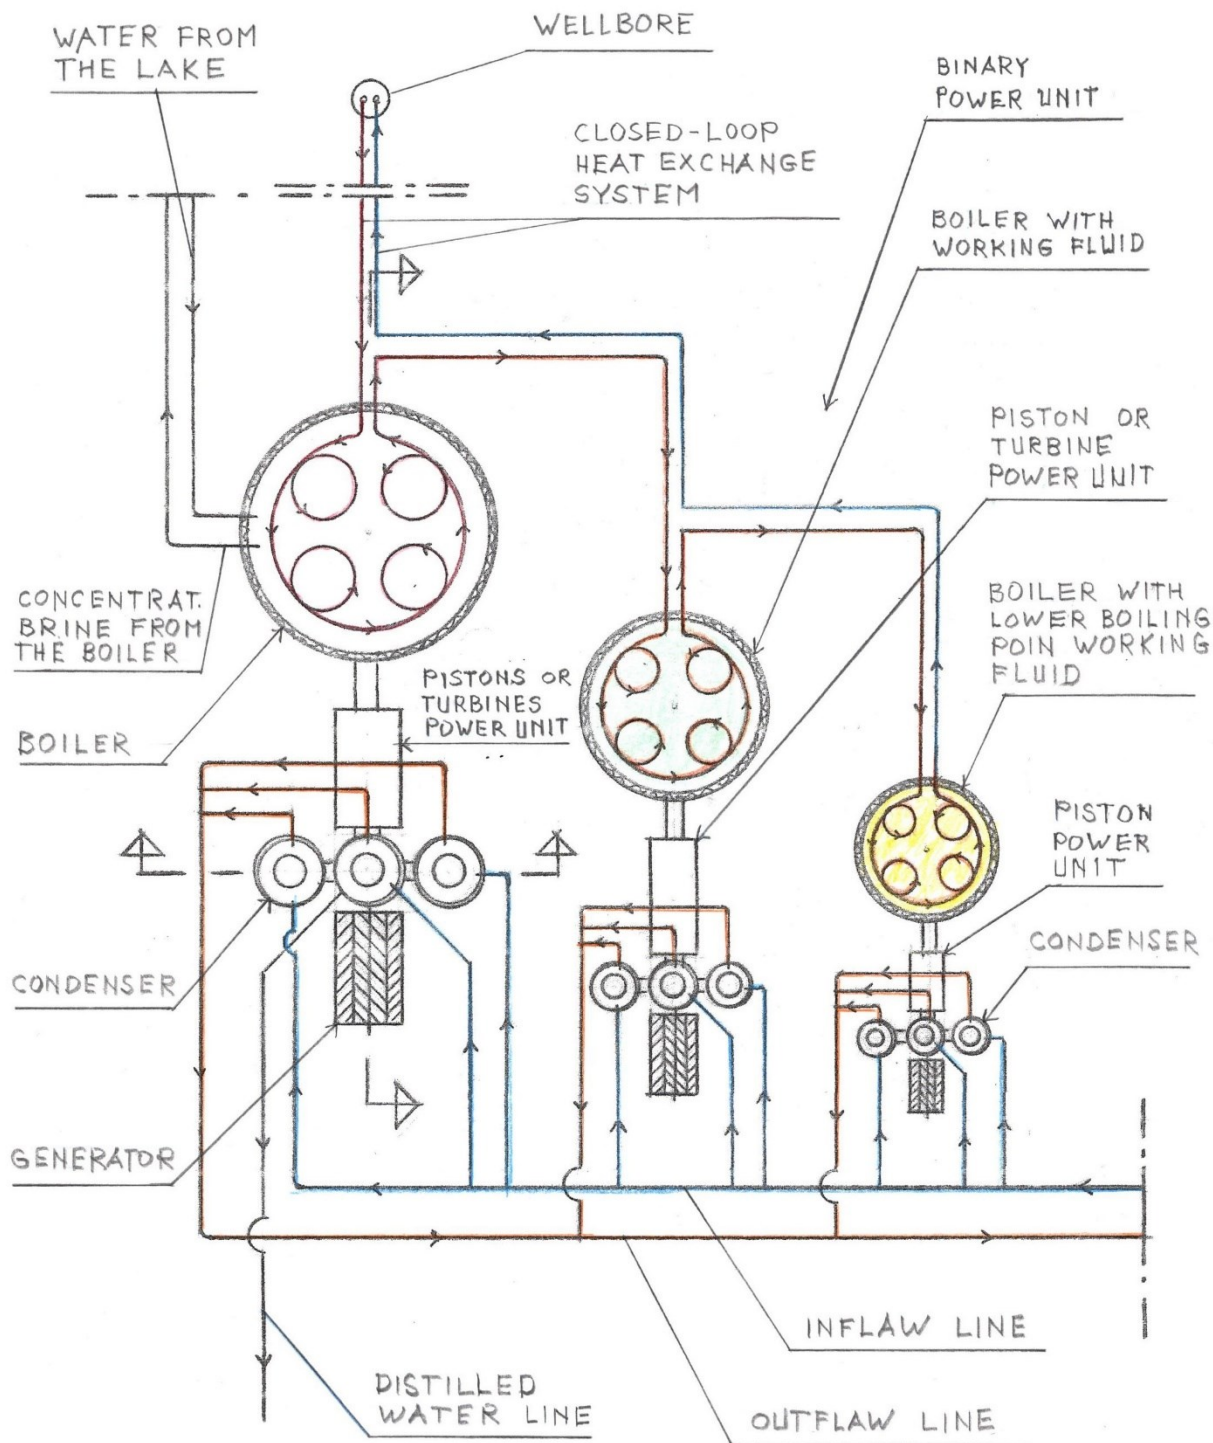 WATER FROM
THE LAKE
WELLBORE
BINARY
POWER UNIT
CLOSED-LOOP
HEAT EXCHANGE
SYSTEM
BOILER WITH
WORKING FLUID
PISTON OR
TURBINE
POWER UNIT
CONCENTRAT.
BRINE FROM
THE BOILER
BOILER WITH
LOWER BOILING
POIN WORKING
FLUID
PISTONS OR
TURBINES
POWER UNIT
BOILER
PISTON
POWER
UNIT
CONDENSER
CONDENSER
GENERATOR
INFLAW LINE
DISTILLED
WATER LINE
OUTFLAW LINE